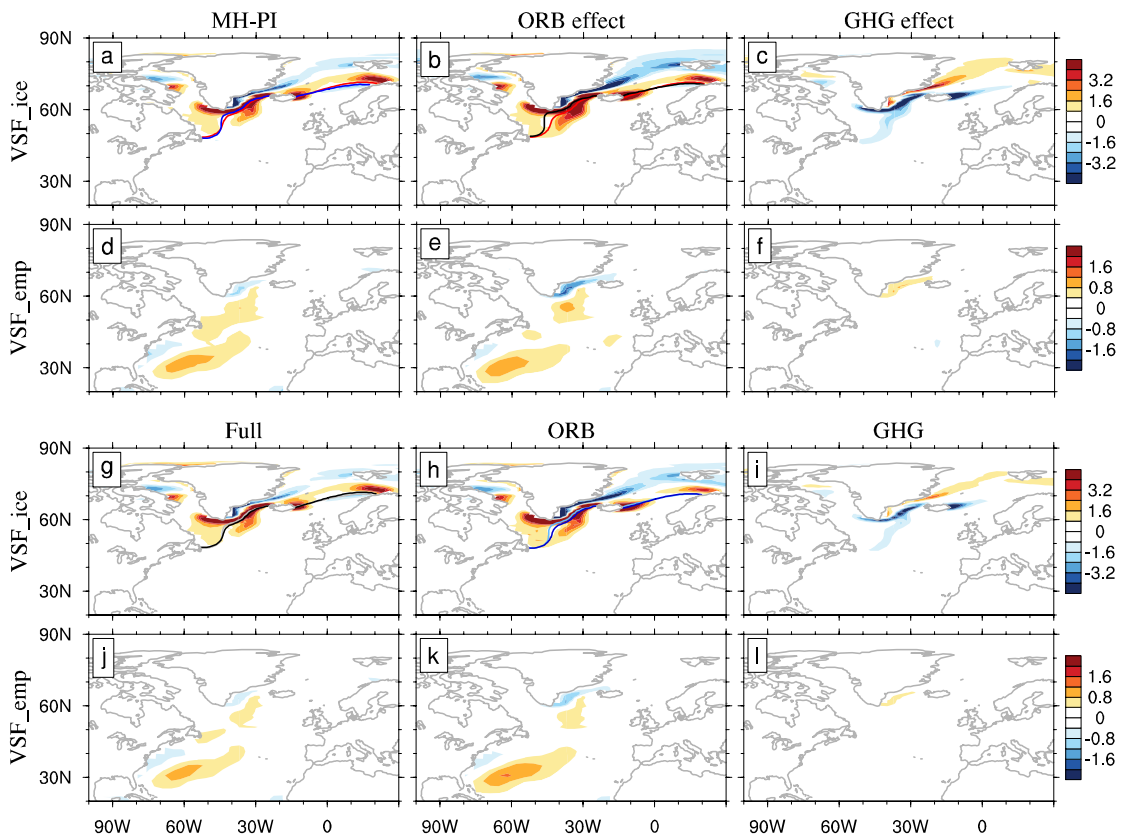 MH-PI ORB effect GHG effect
90N a b c
VSF_ice 60N 3.2 1.6 0 -1.6 -3.2
30N
d e f
VSF_emp 60N 1.6 0.8 0 -0.8 -1.6
30N
Full ORB GHG
90N g h i
VSF_ice 60N 3.2 1.6 0 -1.6 -3.2
30N
90N j k l
VSF_emp 60N 1.6 0.8 0 -0.8 -1.6
30N
90W 60W 30W 0 90W 60W 30W 0 90W 60W 30W 0